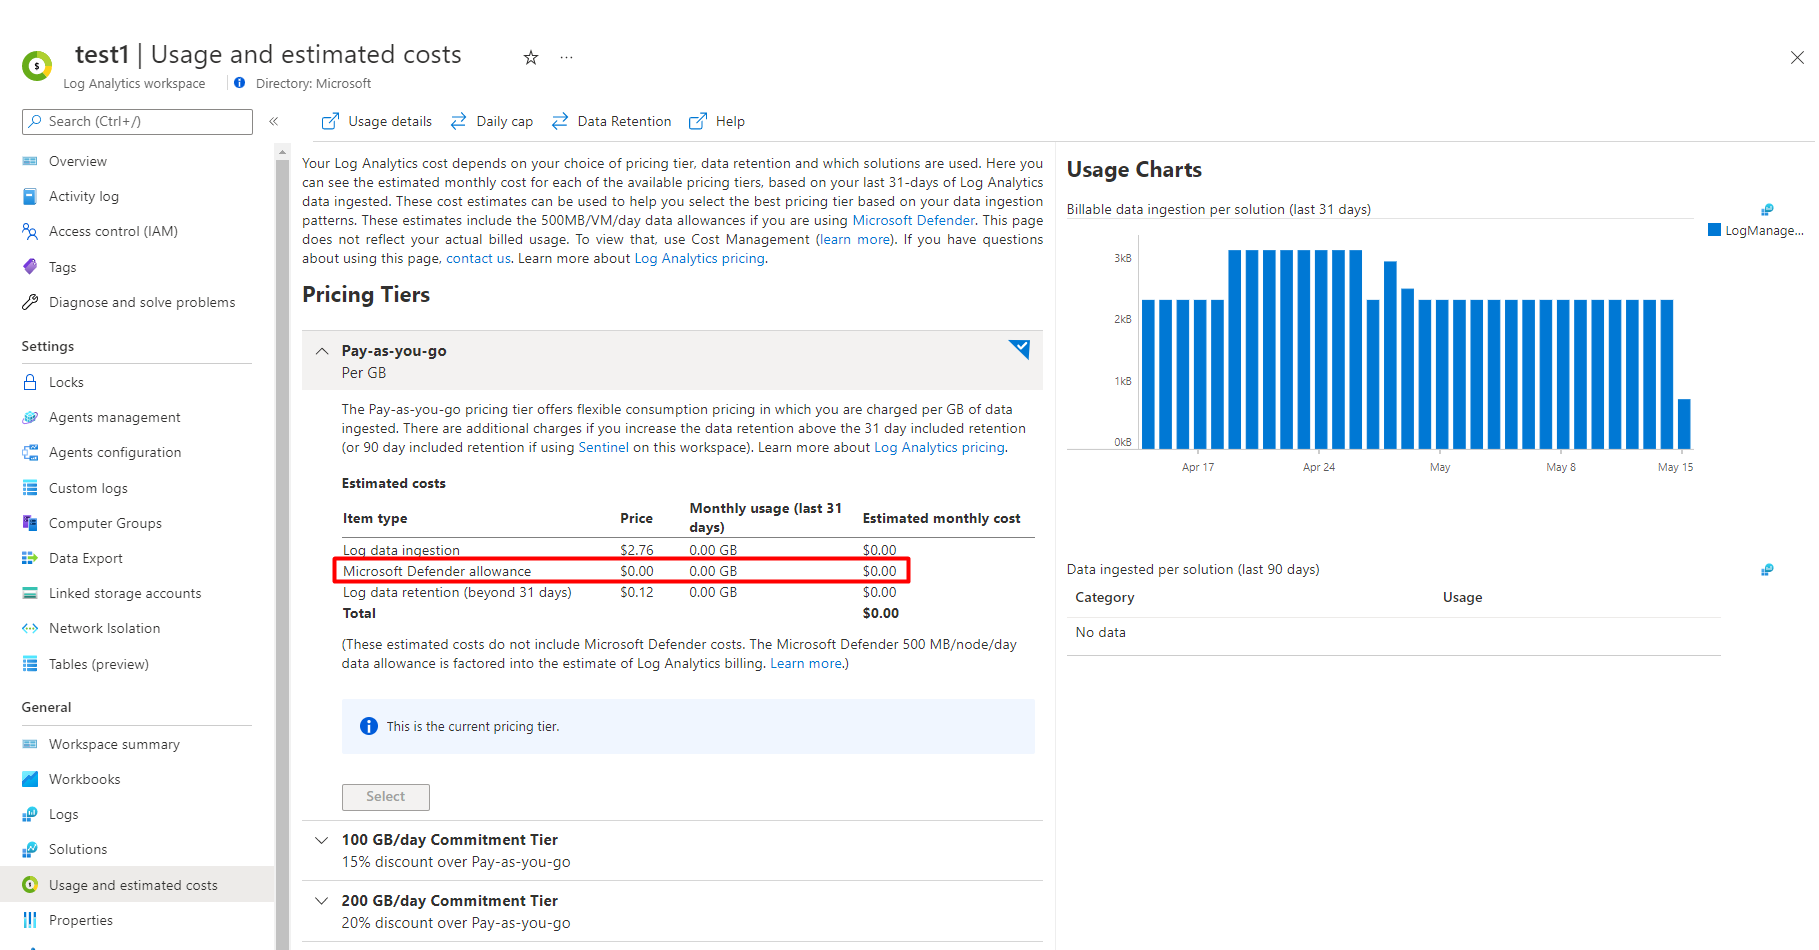 test1 | Usage and estimated costs
Log Analytics workspace
Directory: Microsoft
Search (Ctrl+/)
Overview
Activity log
Access control (IAM)
Tags
Diagnose and solve problems
Settings
Locks
Agents management
Agents configuration
Custom logs
Computer Groups
Data Export
Linked storage accounts
Network Isolation
Tables (preview)
General
Workspace summary
Workbooks
Logs
Solutions
Usage and estimated costs
Properties
Usage details Daily cap Data Retention Help
Your Log Analytics cost depends on your choice of pricing tier, data retention and which solutions are used. Here you
can see the estimated monthly cost for each of the available pricing tiers, based on your last 31-days of Log Analytics
data ingested. These cost estimates can be used to help you select the best pricing tier based on your data ingestion
patterns. These estimates include the 500MB/VM/day data allowances if you are using Microsoft Defender. This page
does not reflect your actual billed usage. To view that, use Cost Management (learn more). If you have questions
about using this page, contact us. Learn more about Log Analytics pricing.
Pricing Tiers
Pay-as-you-go
Per GB
The Pay-as-you-go pricing tier offers flexible consumption pricing in which you are charged per GB of data
ingested. There are additional charges if you increase the data retention above the 31 day included retention
(or 90 day included retention if using Sentinel on this workspace). Learn more about Log Analytics pricing.
Estimated costs
Item type Price Monthly usage (last 31 days) Estimated monthly cost
Log data ingestion $2.76 0.00 GB $0.00
Microsoft Defender allowance $0.00 0.00 GB $0.00
Log data retention (beyond 31 days) $0.12 0.00 GB $0.00
Total $0.00
(These estimated costs do not include Microsoft Defender costs. The Microsoft Defender 500 MB/node/day
data allowance is factored into the estimate of Log Analytics billing. Learn more.)
This is the current pricing tier.
Select
100 GB/day Commitment Tier
15% discount over Pay-as-you-go
200 GB/day Commitment Tier
20% discount over Pay-as-you-go
Usage Charts
Billable data ingestion per solution (last 31 days)
LogManage...
3kB
2kB
1kB
0kB
Apr 17 Apr 24 May May 8 May 15
Data ingested per solution (last 90 days)
Category Usage
No data